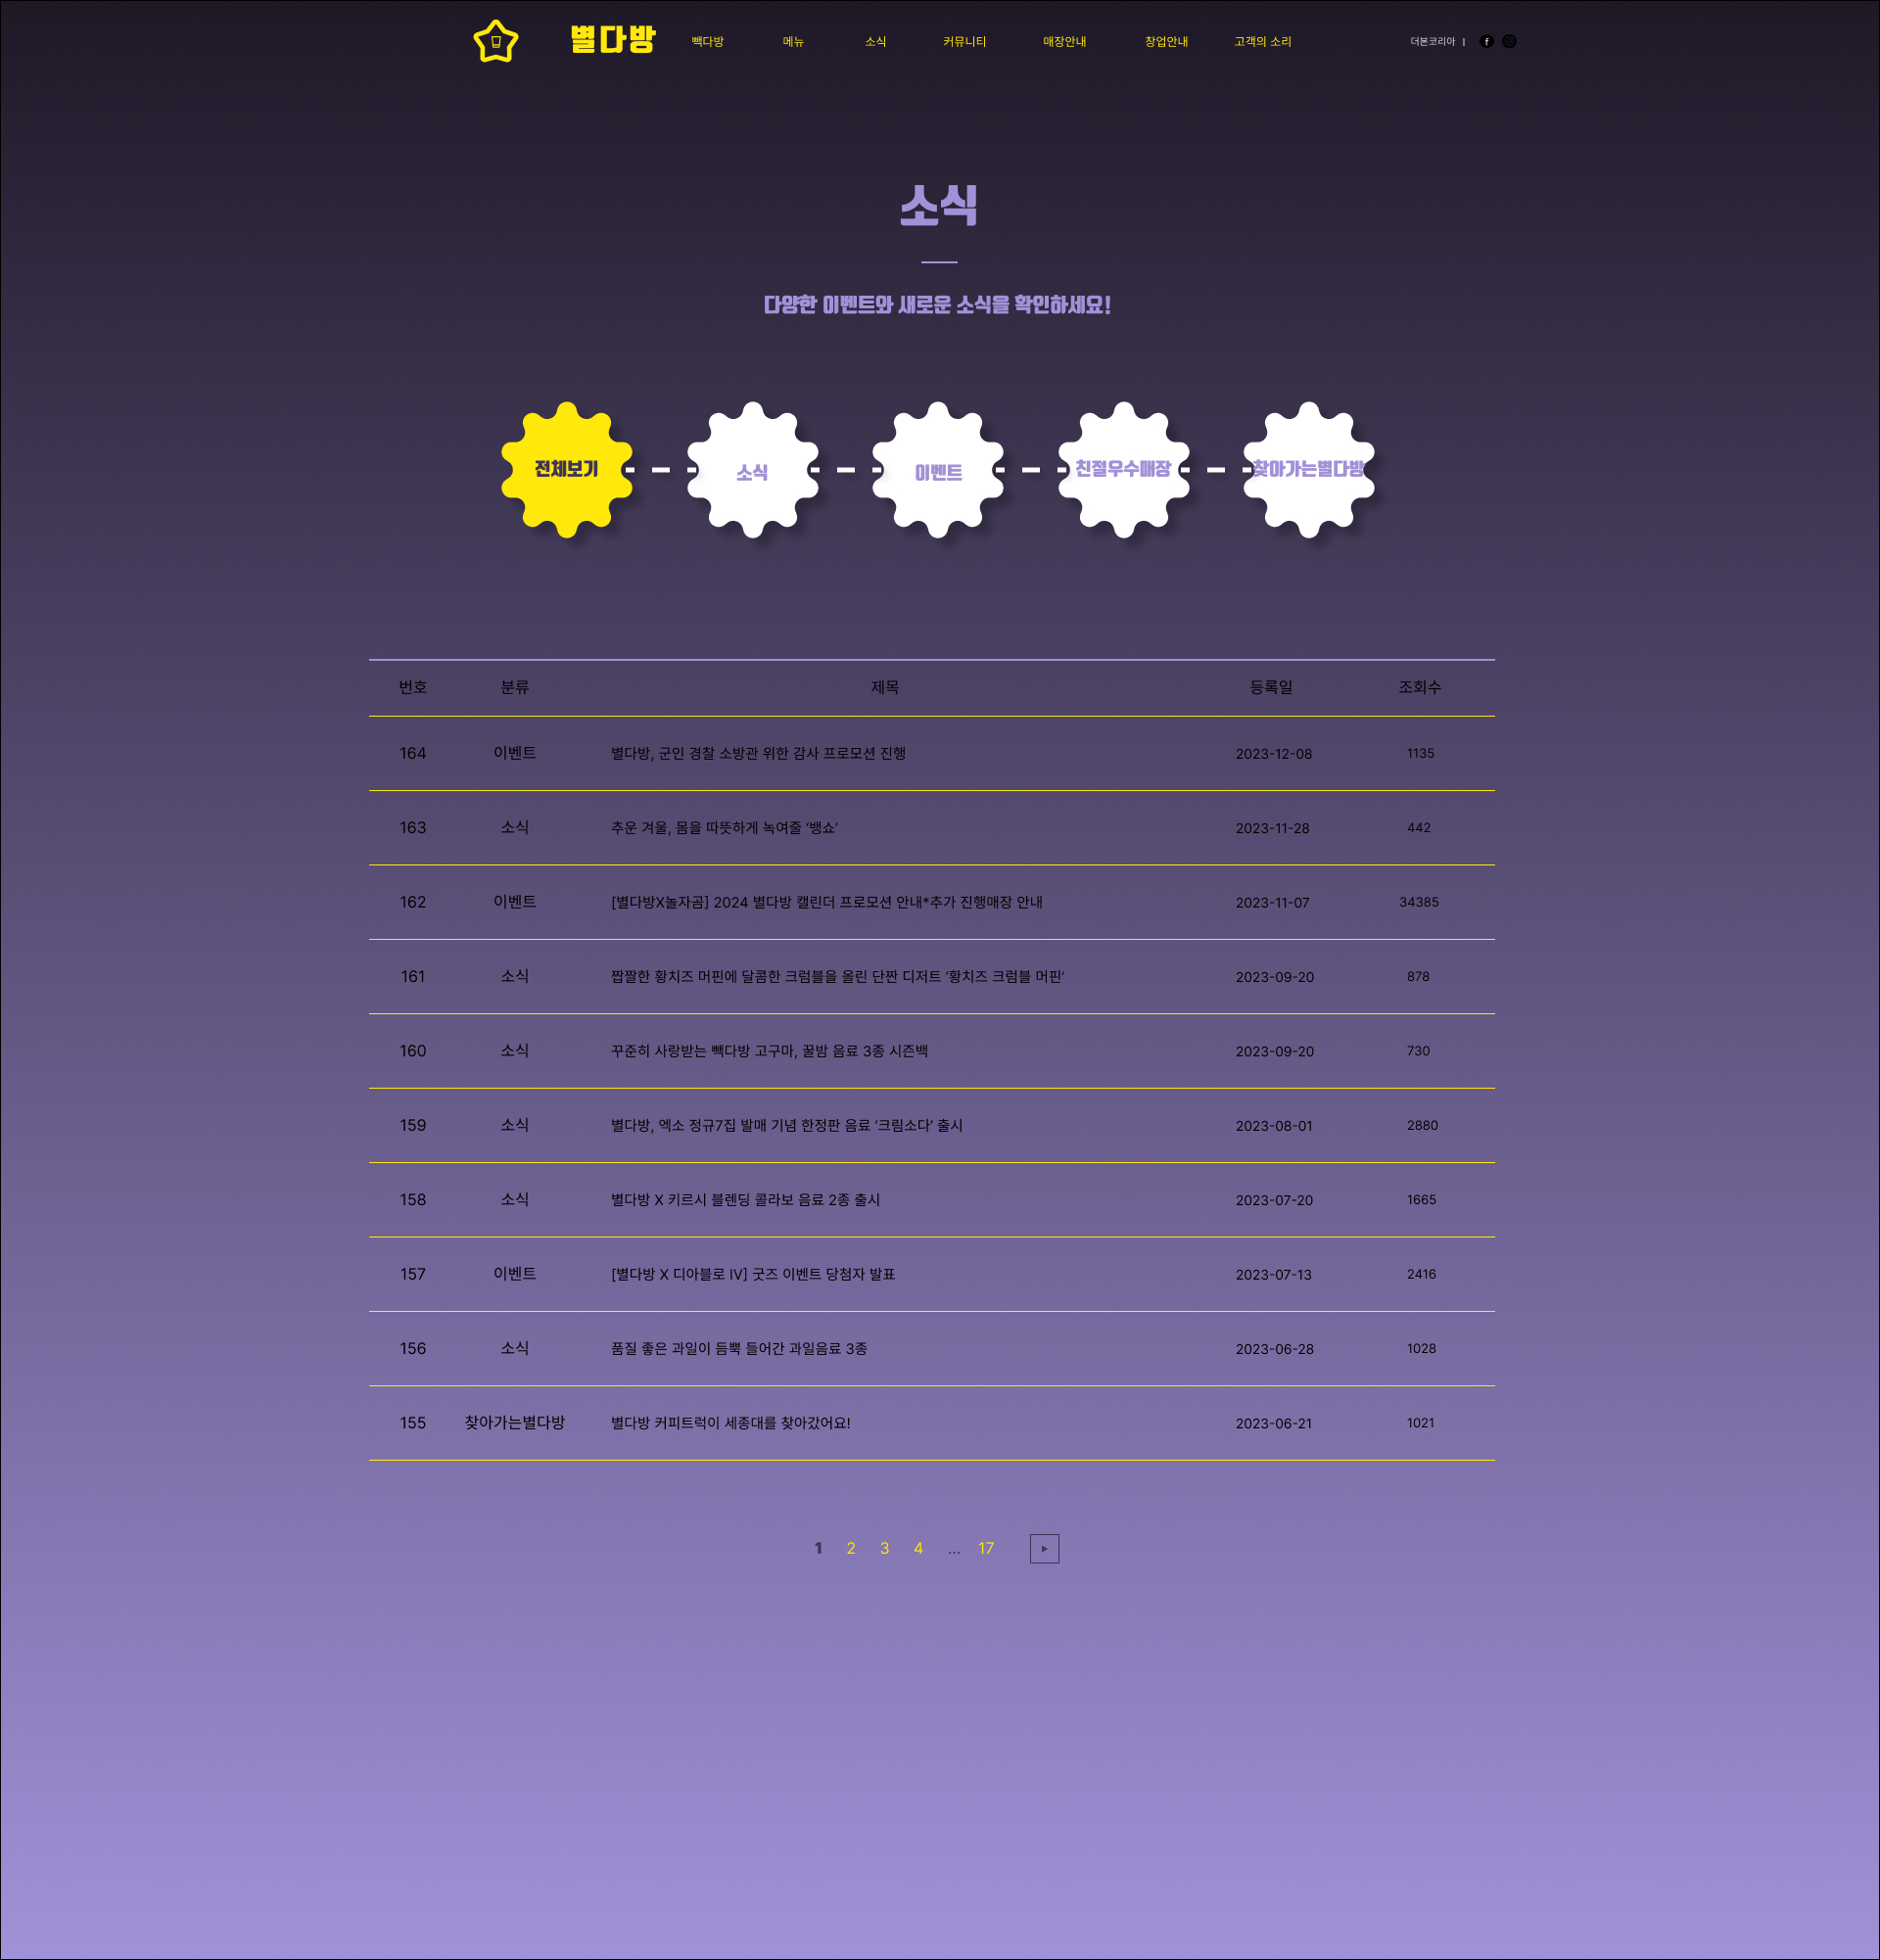 별다방 빽다방 메뉴 소식 커뮤니티 매장안내 창업안내 고객의 소리 더본코리아 | f
소식
다양한 이벤트와 새로운 소식을 확인하세요!
전체보기 소식 이벤트 친절우수매장 찾아가는별다방
번호 분류 제목 등록일 조회수
164 이벤트 별다방, 군인 경찰 소방관 위한 감사 프로모션 진행 2023-12-08 1135
163 소식 추운 겨울, 몸을 따뜻하게 녹여줄 ‘뱅쇼’ 2023-11-28 442
162 이벤트 [별다방X놀자곰] 2024 별다방 캘린더 프로모션 안내*추가 진행매장 안내 2023-11-07 34385
161 소식 짭짤한 황치즈 머핀에 달콤한 크럼블을 올린 단짠 디저트 ‘황치즈 크럼블 머핀’ 2023-09-20 878
160 소식 꾸준히 사랑받는 빽다방 고구마, 꿀밤 음료 3종 시즌백 2023-09-20 730
159 소식 별다방, 엑소 정규7집 발매 기념 한정판 음료 ‘크림소다’ 출시 2023-08-01 2880
158 소식 별다방 X 키르시 블렌딩 콜라보 음료 2종 출시 2023-07-20 1665
157 이벤트 [별다방 X 디아블로 IV] 굿즈 이벤트 당첨자 발표 2023-07-13 2416
156 소식 품질 좋은 과일이 듬뿍 들어간 과일음료 3종 2023-06-28 1028
155 찾아가는별다방 별다방 커피트럭이 세종대를 찾아갔어요! 2023-06-21 1021
1 2 3 4 ... 17